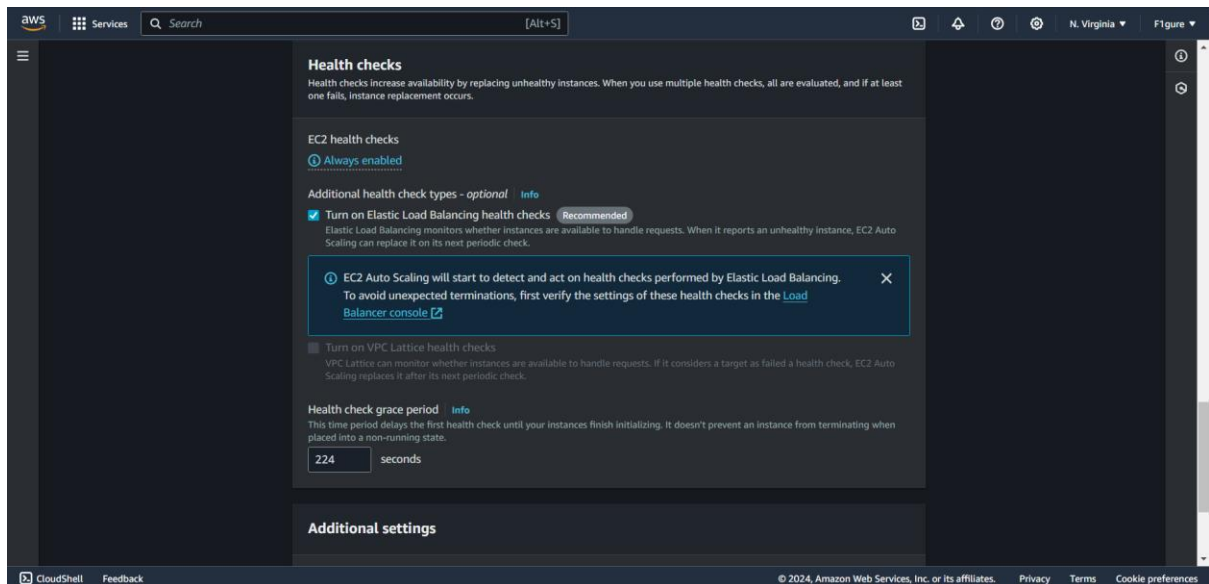 aws
Services
Search
[Alt+S]
N. Virginia
F1gure
Health checks
Health checks increase availability by replacing unhealthy instances. When you use multiple health checks, all are evaluated, and if at least
one fails, instance replacement occurs.
EC2 health checks
Always enabled
Additional health check types - optional
Info
Turn on Elastic Load Balancing health checks
Recommended
Elastic Load Balancing monitors whether instances are available to handle requests. When it reports an unhealthy instance, EC2 Auto
Scaling can replace it on its next periodic check.
EC2 Auto Scaling will start to detect and act on health checks performed by Elastic Load Balancing.
To avoid unexpected terminations, first verify the settings of these health checks in the Load
Balancer console
Turn on VPC Lattice health checks
VPC Lattice can monitor whether instances are available to handle requests. If it considers a target as failed a health check, EC2 Auto
Scaling replaces it after its next periodic check.
Health check grace period
Info
This time period delays the first health check until your instances finish initializing. It doesn't prevent an instance from terminating when
placed into a non-running state.
224
seconds
Additional settings
CloudShell
Feedback
© 2024, Amazon Web Services, Inc. or its affiliates.
Privacy
Terms
Cookie preferences